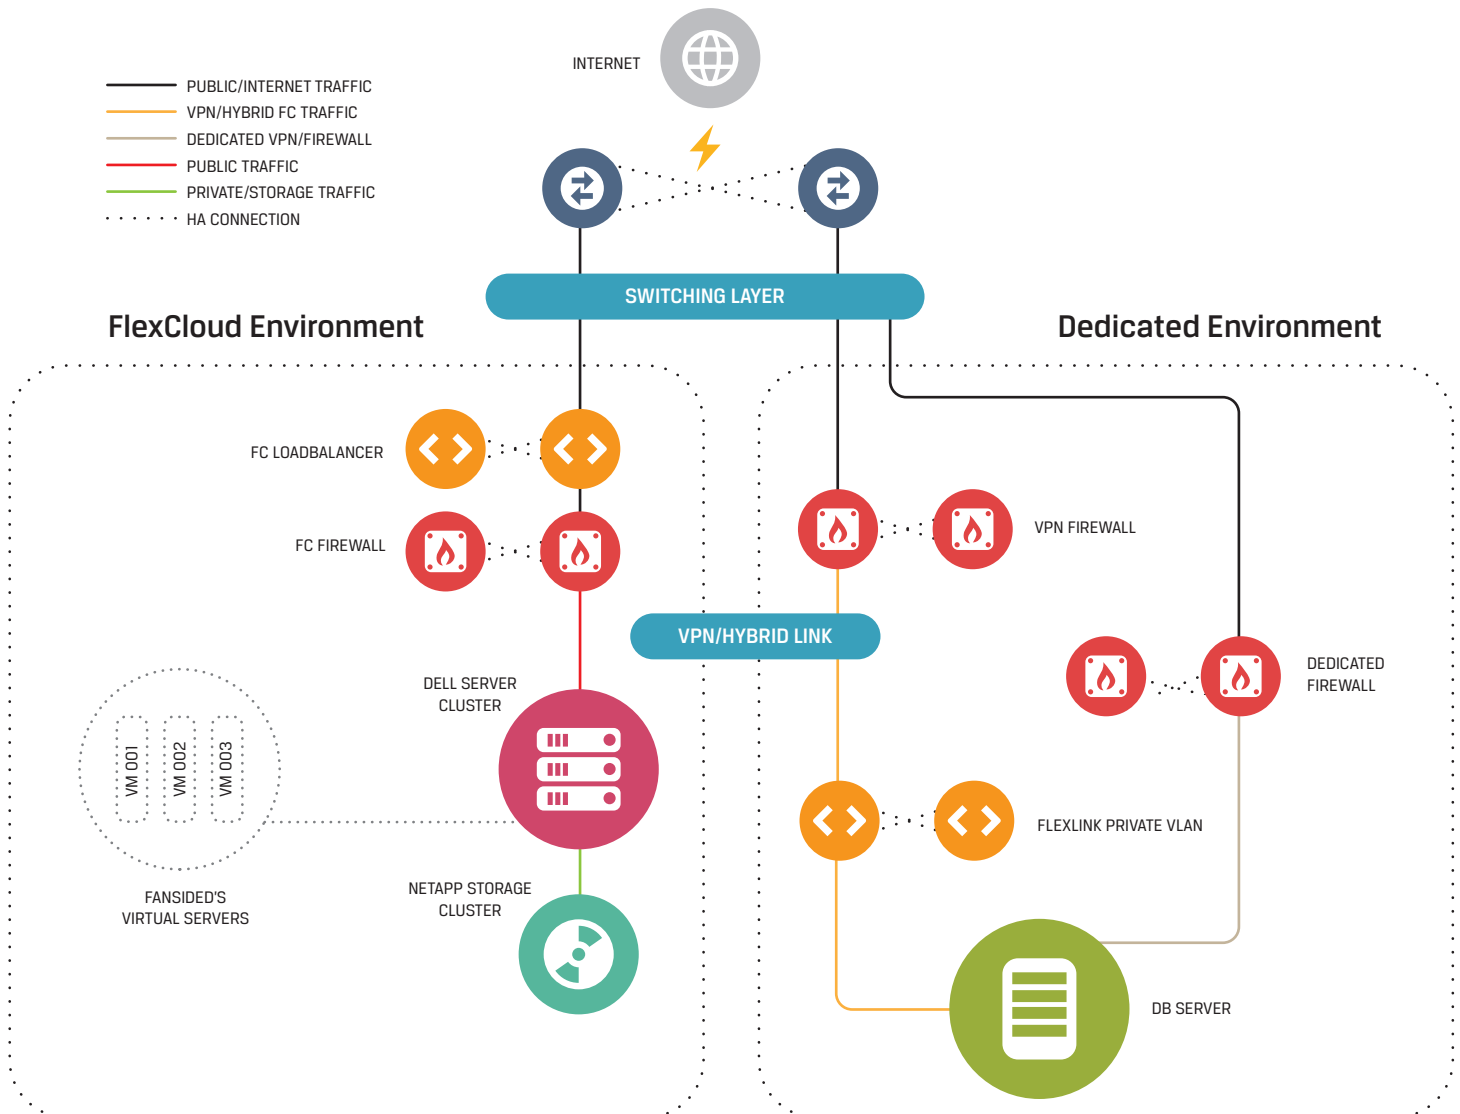 INTERNET
PUBLIC/INTERNET TRAFFIC
VPN/HYBRID FC TRAFFIC
DEDICATED VPN/FIREWALL
PUBLIC TRAFFIC
PRIVATE/STORAGE TRAFFIC
HA CONNECTION
SWITCHING LAYER
FlexCloud Environment
Dedicated Environment
FC LOADBALANCER
FC FIREWALL
VPN FIREWALL
VPN/HYBRID LINK
DELL SERVER
CLUSTER
DEDICATED
FIREWALL
VM 001
VM 002
VM 003
FLEXLINK PRIVATE VLAN
FANSIDED'S
VIRTUAL SERVERS
NETAPP STORAGE
CLUSTER
DB SERVER